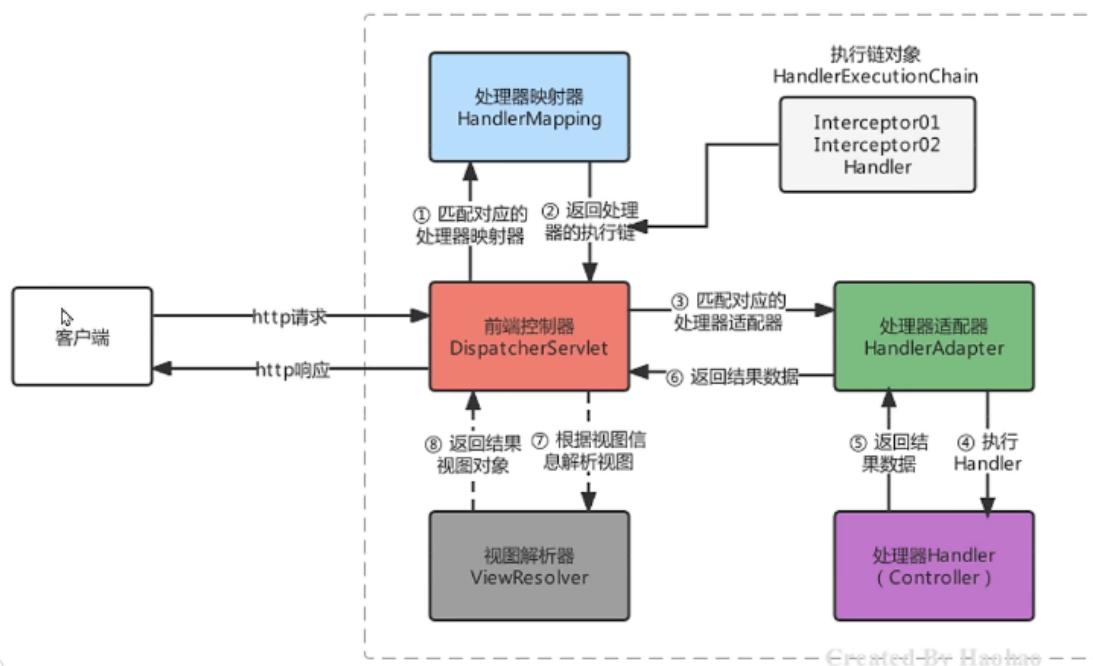 执行链对象
HandlerExecutionChain
处理器映射器
HandlerMapping
Interceptor01
Interceptor02
Handler
① 匹配对应的
处理器映射器
② 返回处理
器的执行链
客户端
http请求
http响应
前端控制器
DispatcherServlet
③ 匹配对应的
处理器适配器
⑥ 返回结果数据
处理器适配器
HandlerAdapter
⑧ 返回结果
视图对象
⑦ 根据视图信
息解析视图
⑤ 返回结
果数据
④ 执行
Handler
视图解析器
ViewResolver
处理器Handler
( Controller )
Created By Haohao